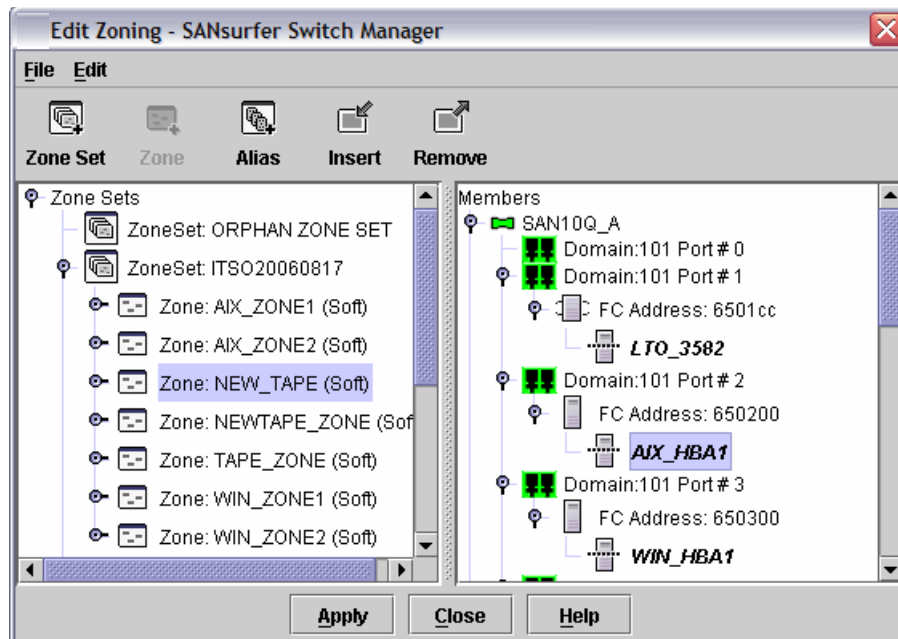 Edit Zoning - SANsurfer Switch Manager
File Edit
Zone Set Zone Alias Insert Remove
Zone Sets
ZoneSet: ORPHAN ZONE SET
ZoneSet: ITSO20060817
Zone: AIX_ZONE1 (Soft)
Zone: AIX_ZONE2 (Soft)
Zone: NEW_TAPE (Soft)
Zone: NEWTAPE_ZONE (Sof
Zone: TAPE_ZONE (Soft)
Zone: WIN_ZONE1 (Soft)
Zone: WIN_ZONE2 (Soft)
Members
SAN10Q_A
Domain:101 Port # 0
Domain:101 Port # 1
FC Address: 6501cc
LTO_3582
Domain:101 Port # 2
FC Address: 650200
AIX_HBA1
Domain:101 Port # 3
FC Address: 650300
WIN_HBA1
Apply Close Help